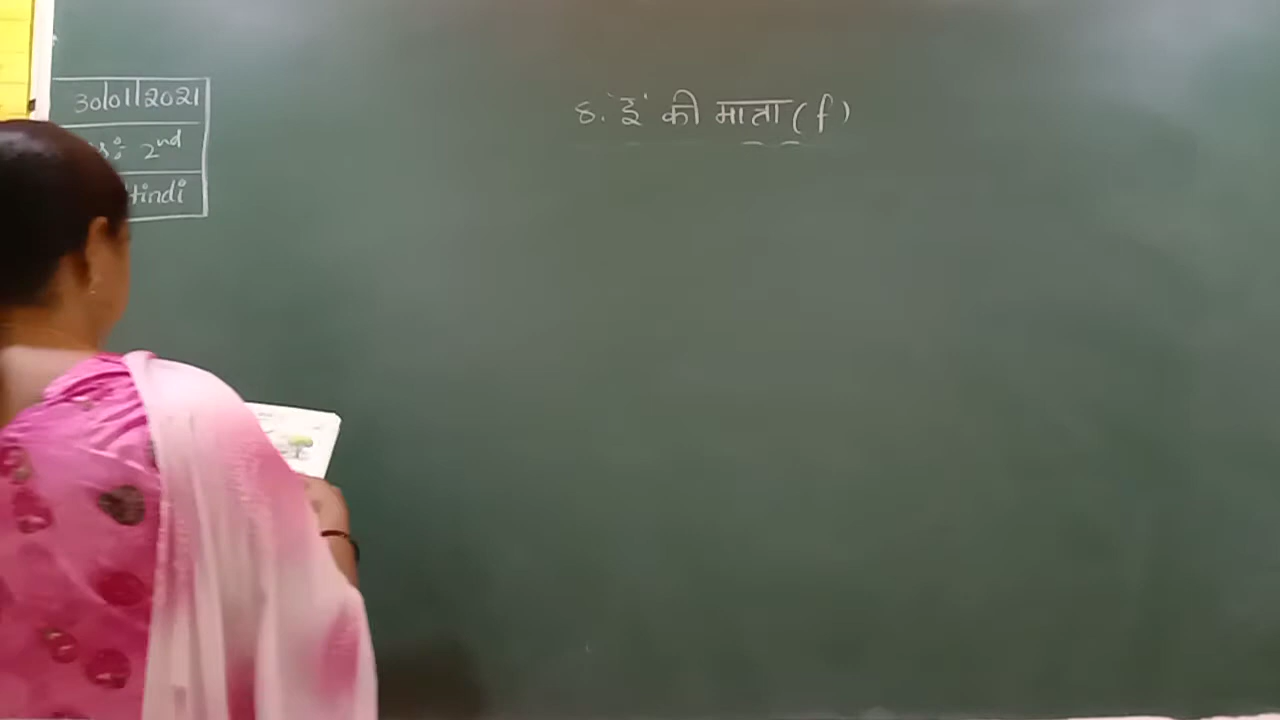 30/01/2021
s: 2nd
Hindi
8. 'इ' की माता (ि)